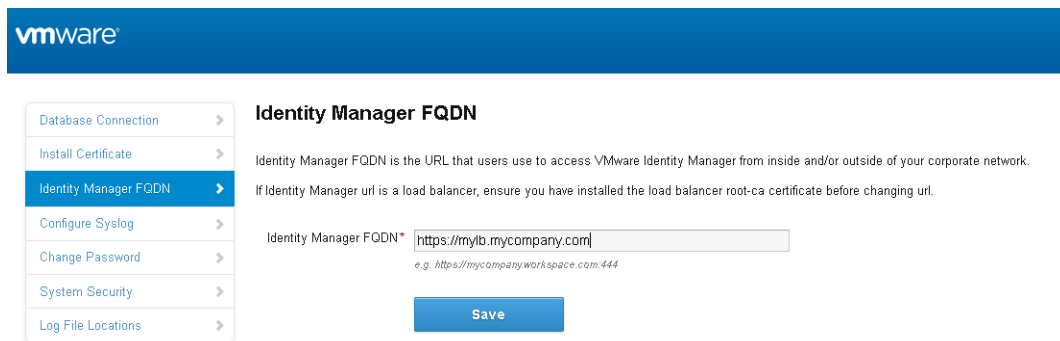 vmware®
Database Connection
Install Certificate
Identity Manager FQDN
Configure Syslog
Change Password
System Security
Log File Locations
Identity Manager FQDN
Identity Manager FQDN is the URL that users use to access VMware Identity Manager from inside and/or outside of your corporate network.
If Identity Manager url is a load balancer, ensure you have installed the load balancer root-ca certificate before changing url.
Identity Manager FQDN* https://mylb.mycompany.com
e.g. https://mycompany.workspace.com:444
Save